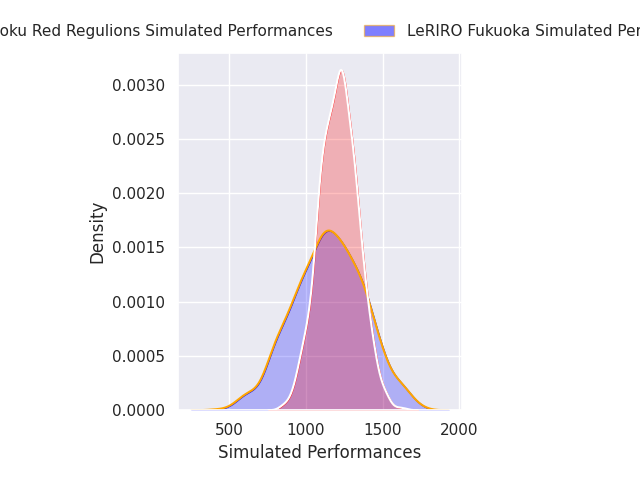 oku Red Regulions Simulated Performances
LeRIRO Fukuoka Simulated Per
0.0030
0.0025
0.0020
0.0015
0.0010
0.0005
0.0000
Density
500
1000
1500
2000
Simulated Performances